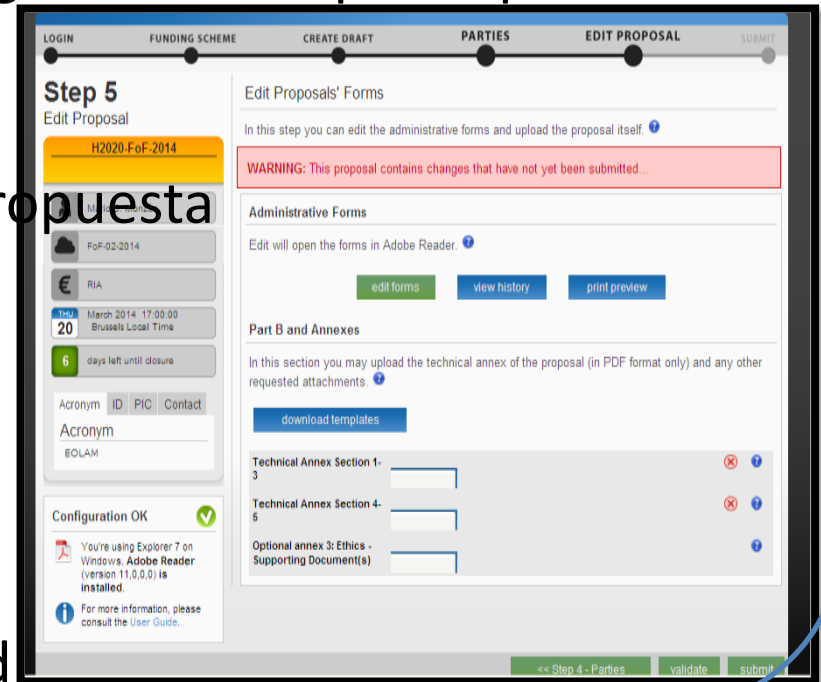 LOGIN FUNDING SCHEME CREATE DRAFT PARTIES EDIT PROPOSAL SUBMIT
Step 5
Edit Proposal
H2020-FoF-2014
ropuesta
FoF-02-2014
€ RIA
THU 20 March 2014 17:00:00
Brussels Local Time
6 days left until closure
Acronym ID PIC Contact
Acronym
EOLAM
Configuration OK
You're using Explorer 7 on
Windows. Adobe Reader
(version 11,0,0,0) is
installed.
For more information, please
consult the User Guide.
Edit Proposals' Forms
In this step you can edit the administrative forms and upload the proposal itself.
WARNING: This proposal contains changes that have not yet been submitted...
Administrative Forms
Edit will open the forms in Adobe Reader.
edit forms view history print preview
Part B and Annexes
In this section you may upload the technical annex of the proposal (in PDF format only) and any other
requested attachments.
download templates
Technical Annex Section 1-
3
Technical Annex Section 4-
5
Optional annex 3: Ethics -
Supporting Document(s)
<< Step 4 - Parties validate submit